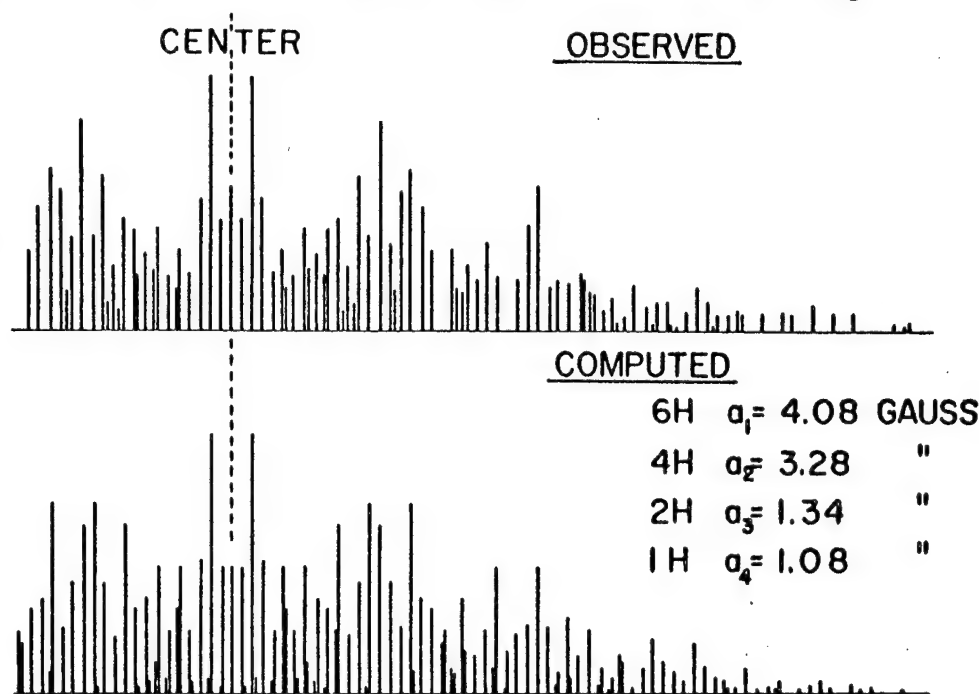 CENTER
OBSERVED
COMPUTED
6H a₁= 4.08 GAUSS
4H a₂= 3.28 "
2H a₃= 1.34 "
1H a₄= 1.08 "